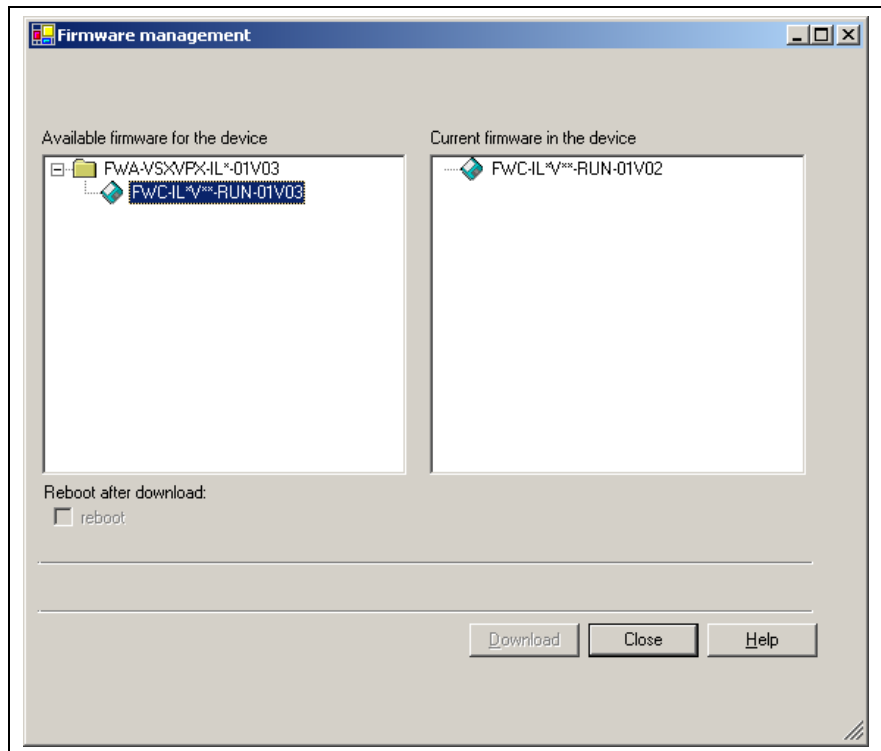 Firmware management
Available firmware for the device
Current firmware in the device
FWA-VSXVPX-IL*-01V03
FWC-IL*V**-RUN-01V03
FWC-IL*V**-RUN-01V02
Reboot after download:
reboot
Download
Close
Help